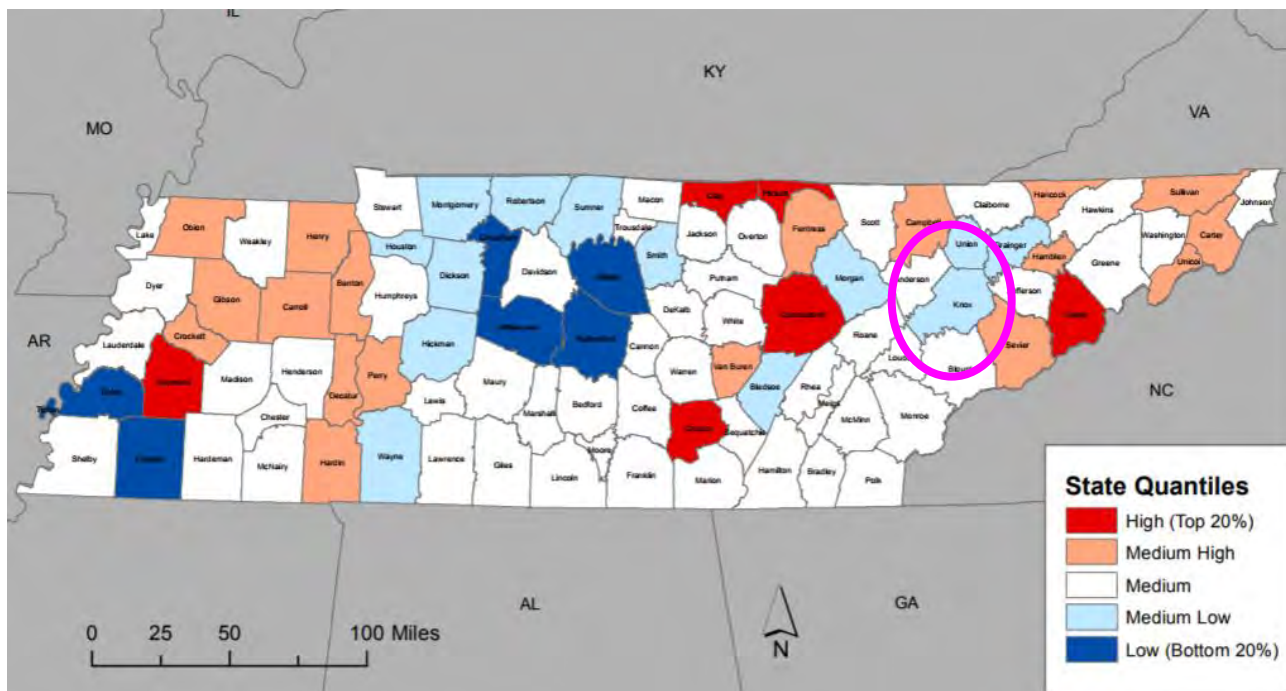 IL
KY
MO
VA
AR
NC
AL
GA
Stewart
Montgomery
Robertson
Sumner
Macon
Clay
Pickett
Scott
Campbell
Claiborne
Hancock
Hawkins
Sullivan
Johnson
Lake
Obion
Weakley
Henry
Houston
Trousdale
Jackson
Overton
Fentress
Union
Grainger
Hamblen
Washington
Carter
Unicoi
Greene
Dyer
Gibson
Carroll
Benton
Humphreys
Dickson
Davidson
Smith
Putnam
Morgan
Anderson
Knox
Lauderdale
Crockett
Madison
Henderson
Decatur
Perry
Hickman
Cannon
DeKalb
White
Cumberland
Roane
Blount
Sevier
Chester
Lewis
Maury
Marshall
Bedford
Coffee
Warren
Van Buren
Bledsoe
Rhea
Meigs
McMinn
Monroe
Shelby
Hardeman
McNairy
Hardin
Wayne
Lawrence
Giles
Lincoln
Moore
Franklin
Marion
Sequatchie
Hamilton
Bradley
Polk
State Quantiles
High (Top 20%)
Medium High
Medium
Medium Low
Low (Bottom 20%)
0 25 50 100 Miles
N